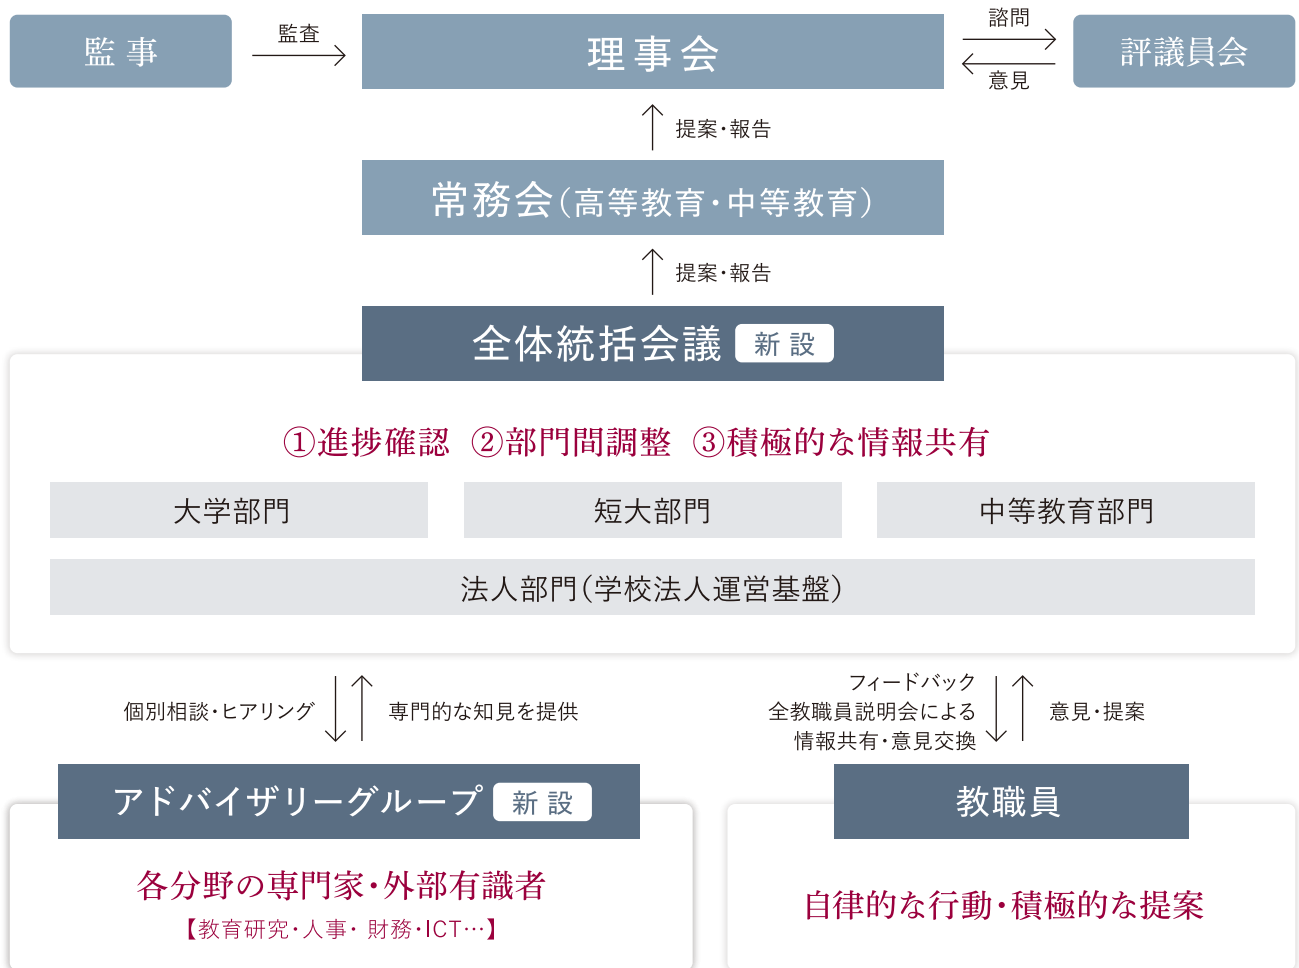 監事
監査
理事会
諮問
意見
評議員会
提案・報告
常務会(高等教育・中等教育)
提案・報告
全体統括会議 新設
①進捗確認 ②部門間調整 ③積極的な情報共有
大学部門
短大部門
中等教育部門
法人部門(学校法人運営基盤)
個別相談・ヒアリング
専門的な知見を提供
フィードバック
全教職員説明会による
情報共有・意見交換
意見・提案
アドバイザリーグループ 新設
各分野の専門家・外部有識者
【教育研究・人事・財務・ICT…】
教職員
自律的な行動・積極的な提案